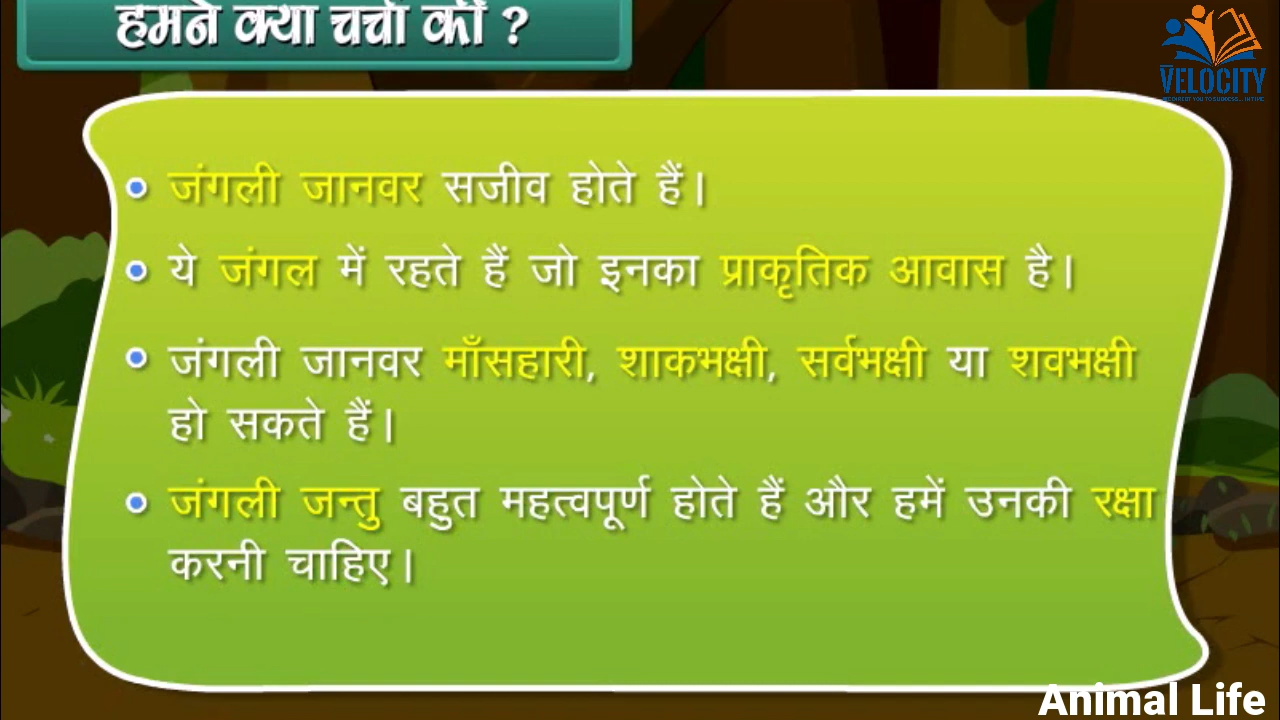 हमने क्या चर्चा की ?
VELOCITY
जंगली जानवर सजीव होते हैं।
ये जंगल में रहते हैं जो इनका प्राकृतिक आवास है।
जंगली जानवर माँसहारी, शाकभक्षी, सर्वभक्षी या शवभक्षी
हो सकते हैं।
जंगली जन्तु बहुत महत्वपूर्ण होते हैं और हमें उनकी रक्षा
करनी चाहिए।
Animal Life